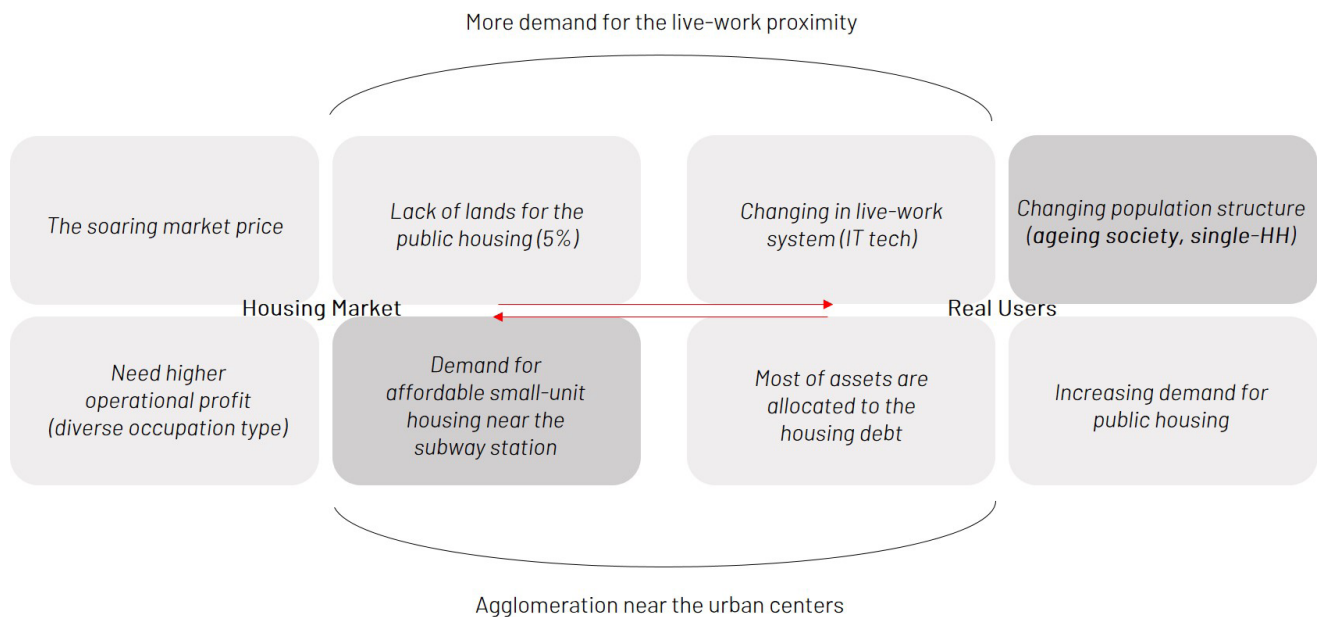 More demand for the live-work proximity
The soaring market price
Lack of lands for the
public housing (5%)
Changing in live-work
system (IT tech)
Changing population structure
(ageing society, single-HH)
Housing Market
Real Users
Need higher
operational profit
(diverse occupation type)
Demand for
affordable small-unit
housing near the
subway station
Most of assets are
allocated to the
housing debt
Increasing demand for
public housing
Agglomeration near the urban centers